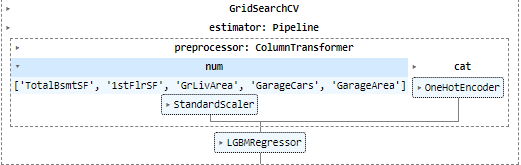 GridSearchCV
estimator: Pipeline
preprocessor: ColumnTransformer
num
cat
['TotalBsmtSF', '1stFlrSF', 'GrLivArea', 'GarageCars', 'GarageArea']
OneHotEncoder
StandardScaler
LGBMRegressor